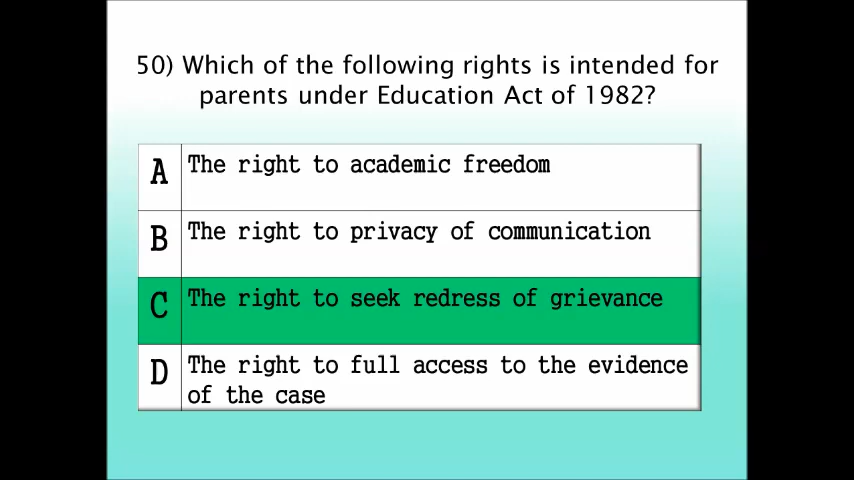 50) Which of the following rights is intended for
parents under Education Act of 1982?
A The right to academic freedom
B The right to privacy of communication
C The right to seek redress of grievance
D The right to full access to the evidence
of the case